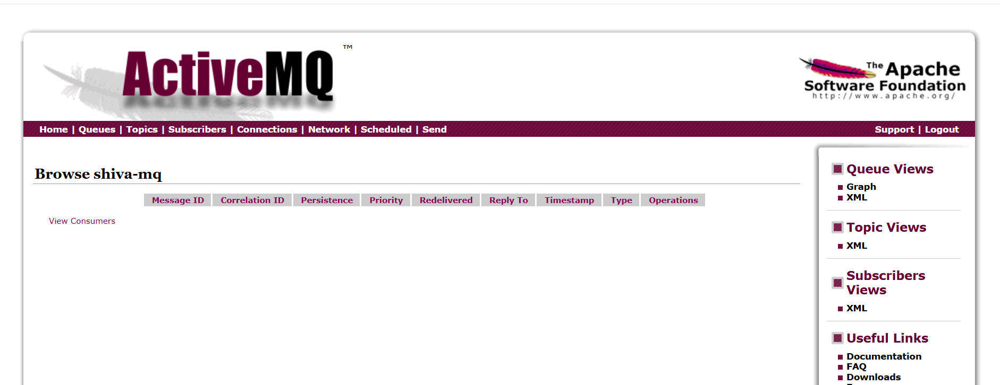 ActiveMQ ™
The Apache
Software Foundation
http://www.apache.org/
Home | Queues | Topics | Subscribers | Connections | Network | Scheduled | Send
Support | Logout
Browse shiva-mq
Message ID Correlation ID Persistence Priority Redelivered Reply To Timestamp Type Operations
View Consumers
Queue Views
Graph
XML
Topic Views
XML
Subscribers
Views
XML
Useful Links
Documentation
FAQ
Downloads